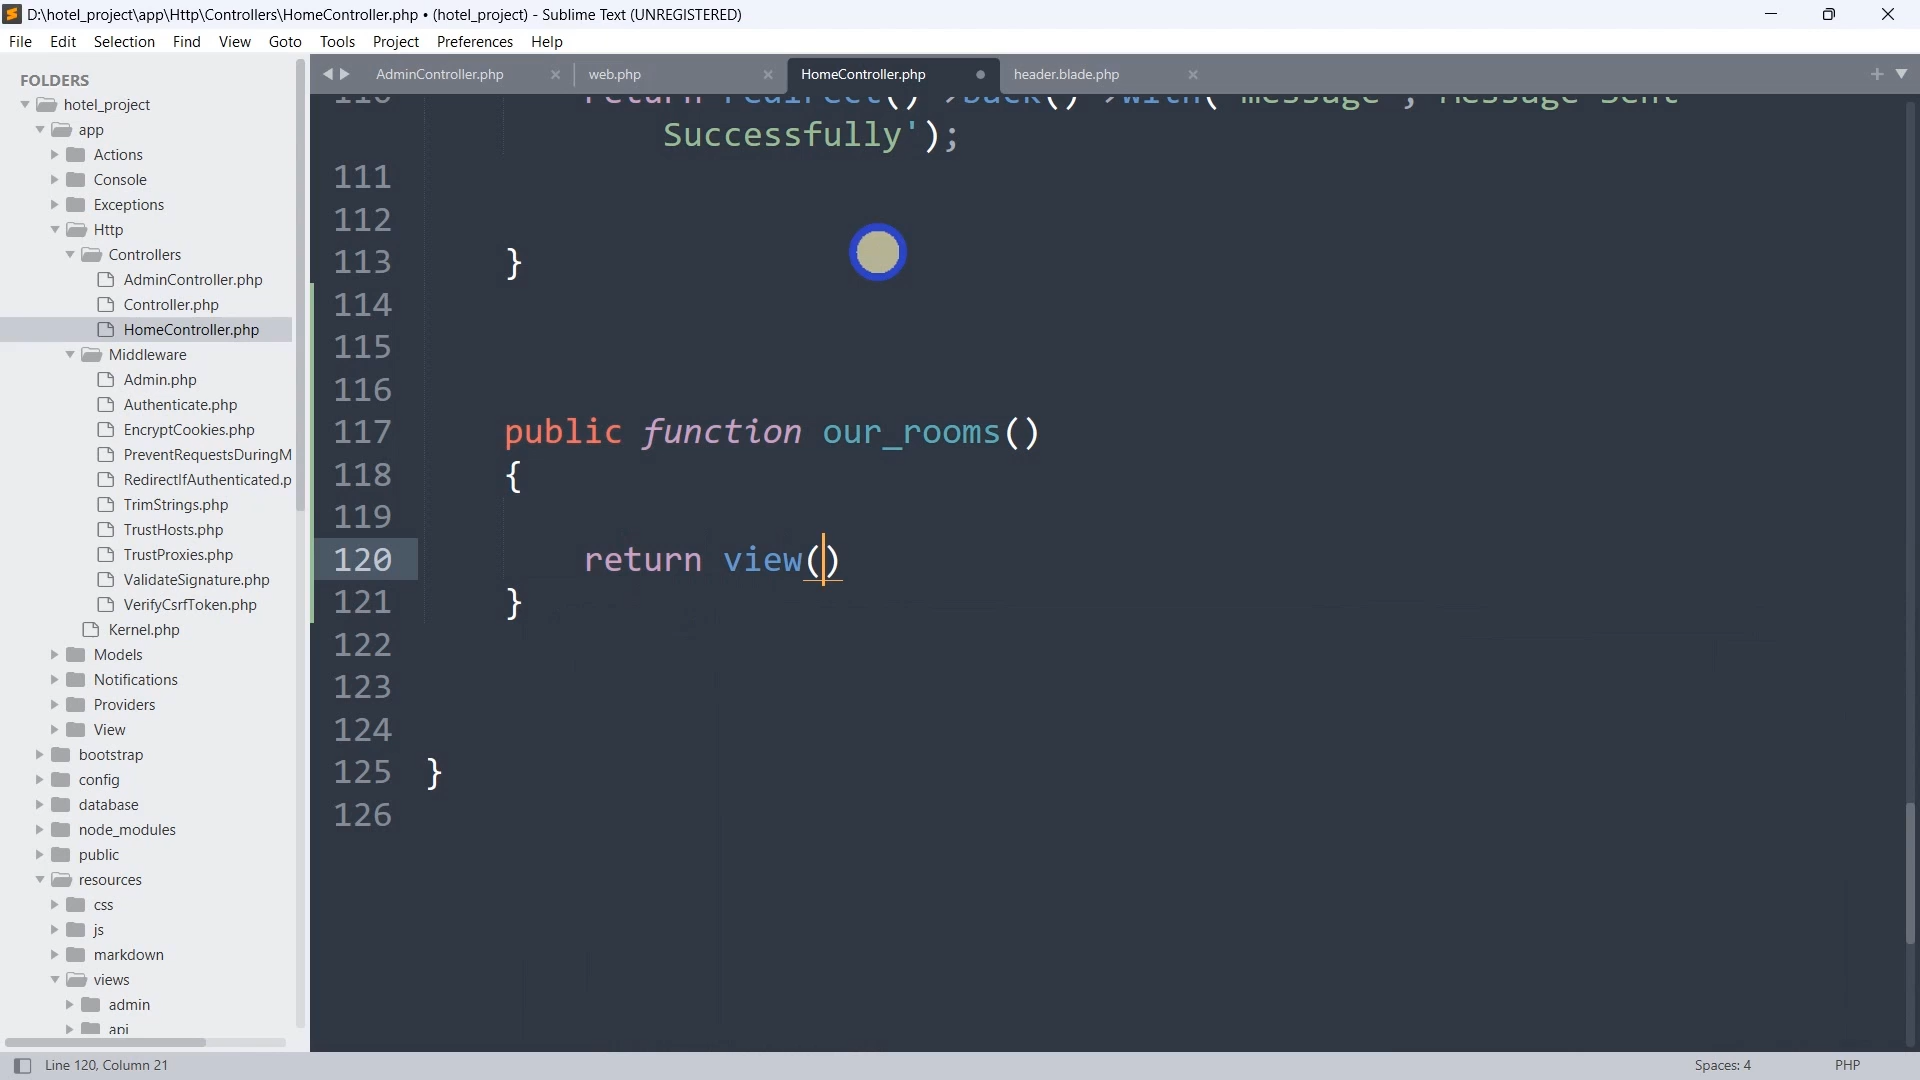 D:\hotel_project\app\Http\Controllers\HomeController.php • (hotel_project) - Sublime Text (UNREGISTERED)
File Edit Selection Find View Goto Tools Project Preferences Help
FOLDERS
hotel_project
app
Actions
Console
Exceptions
Http
Controllers
AdminController.php
Controller.php
HomeController.php
Middleware
Admin.php
Authenticate.php
EncryptCookies.php
PreventRequestsDuringM
RedirectIfAuthenticated.p
TrimStrings.php
TrustHosts.php
TrustProxies.php
ValidateSignature.php
VerifyCsrfToken.php
Kernel.php
Models
Notifications
Providers
View
bootstrap
config
database
node_modules
public
resources
css
js
markdown
views
admin
api
AdminController.php web.php HomeController.php header.blade.php
110 return redirect()->back()->with('message','Message Sent
Successfully');
111
112
113 }
114
115
116
117 public function our_rooms()
118 {
119
120 return view()
121 }
122
123
124
125 }
126
Line 120, Column 21 Spaces: 4 PHP